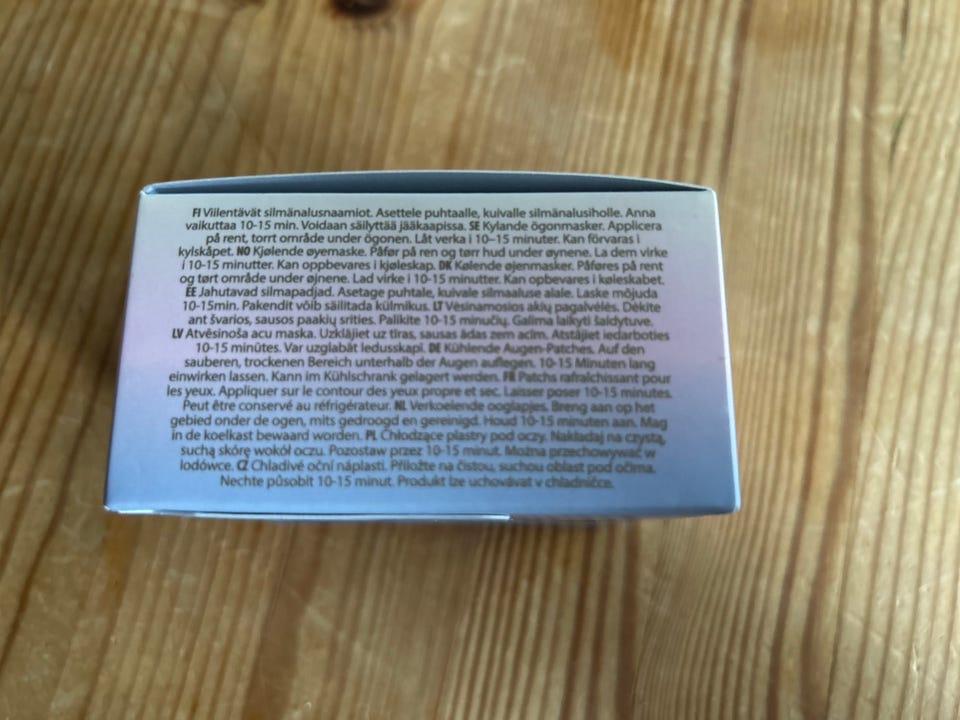 FI Viilentävät silmänalusnaamiot. Asettele puhtaalle, kuivalle silmänalusiholle. Anna
vaikuttaa 10-15 min. Voidaan säilyttää jääkaapissa. SE Kylande ögonmasker. Applicera
på rent, torrt område under ögonen. Låt verka i 10–15 minuter. Kan förvaras i
kylskåpet. NO Kjølende øyemaske. Påfør på ren og tørr hud under øynene. La dem virke
i 10-15 minutter. Kan oppbevares i kjøleskap. DK Kølende øjenmasker. Påføres på rent
og tørt område under øjnene. Lad virke i 10-15 minutter. Kan opbevares i køleskabet.
EE Jahutavad silmapadjad. Asetage puhtale, kuivale silmaaluse alale. Laske mõjuda
10-15min. Pakendit võib säilitada külmikus. LT Vėsinamosios akių pagalvėlės. Dėkite
ant švarios, sausos paakių srities. Palikite 10-15 minučių. Galima laikyti šaldytuve.
LV Atvēsinoša acu maska. Uzklājiet uz tīras, sausas ādas zem acīm. Atstājiet iedarboties
10-15 minūtes. Var uzglabāt ledusskapī. DE Kühlende Augen-Patches. Auf den
sauberen, trockenen Bereich unterhalb der Augen auflegen. 10-15 Minuten lang
einwirken lassen. Kann im Kühlschrank gelagert werden. FR Patchs rafraîchissant pour
les yeux. Appliquer sur le contour des yeux propre et sec. Laisser poser 10-15 minutes.
Peut être conservé au réfrigérateur. NL Verkoelende ooglapjes. Breng aan op het
gebied onder de ogen, mits gedroogd en gereinigd. Houd 10-15 minuten aan. Mag
in de koelkast bewaard worden. PL Chłodzące plastry pod oczy. Nakładaj na czystą,
suchą skórę wokół oczu. Pozostaw przez 10-15 minut. Można przechowywać w
lodówce. CZ Chladivé oční náplasti. Přiložte na čistou, suchou oblast pod očima.
Nechte působit 10-15 minut. Produkt lze uchovávat v chladničce.